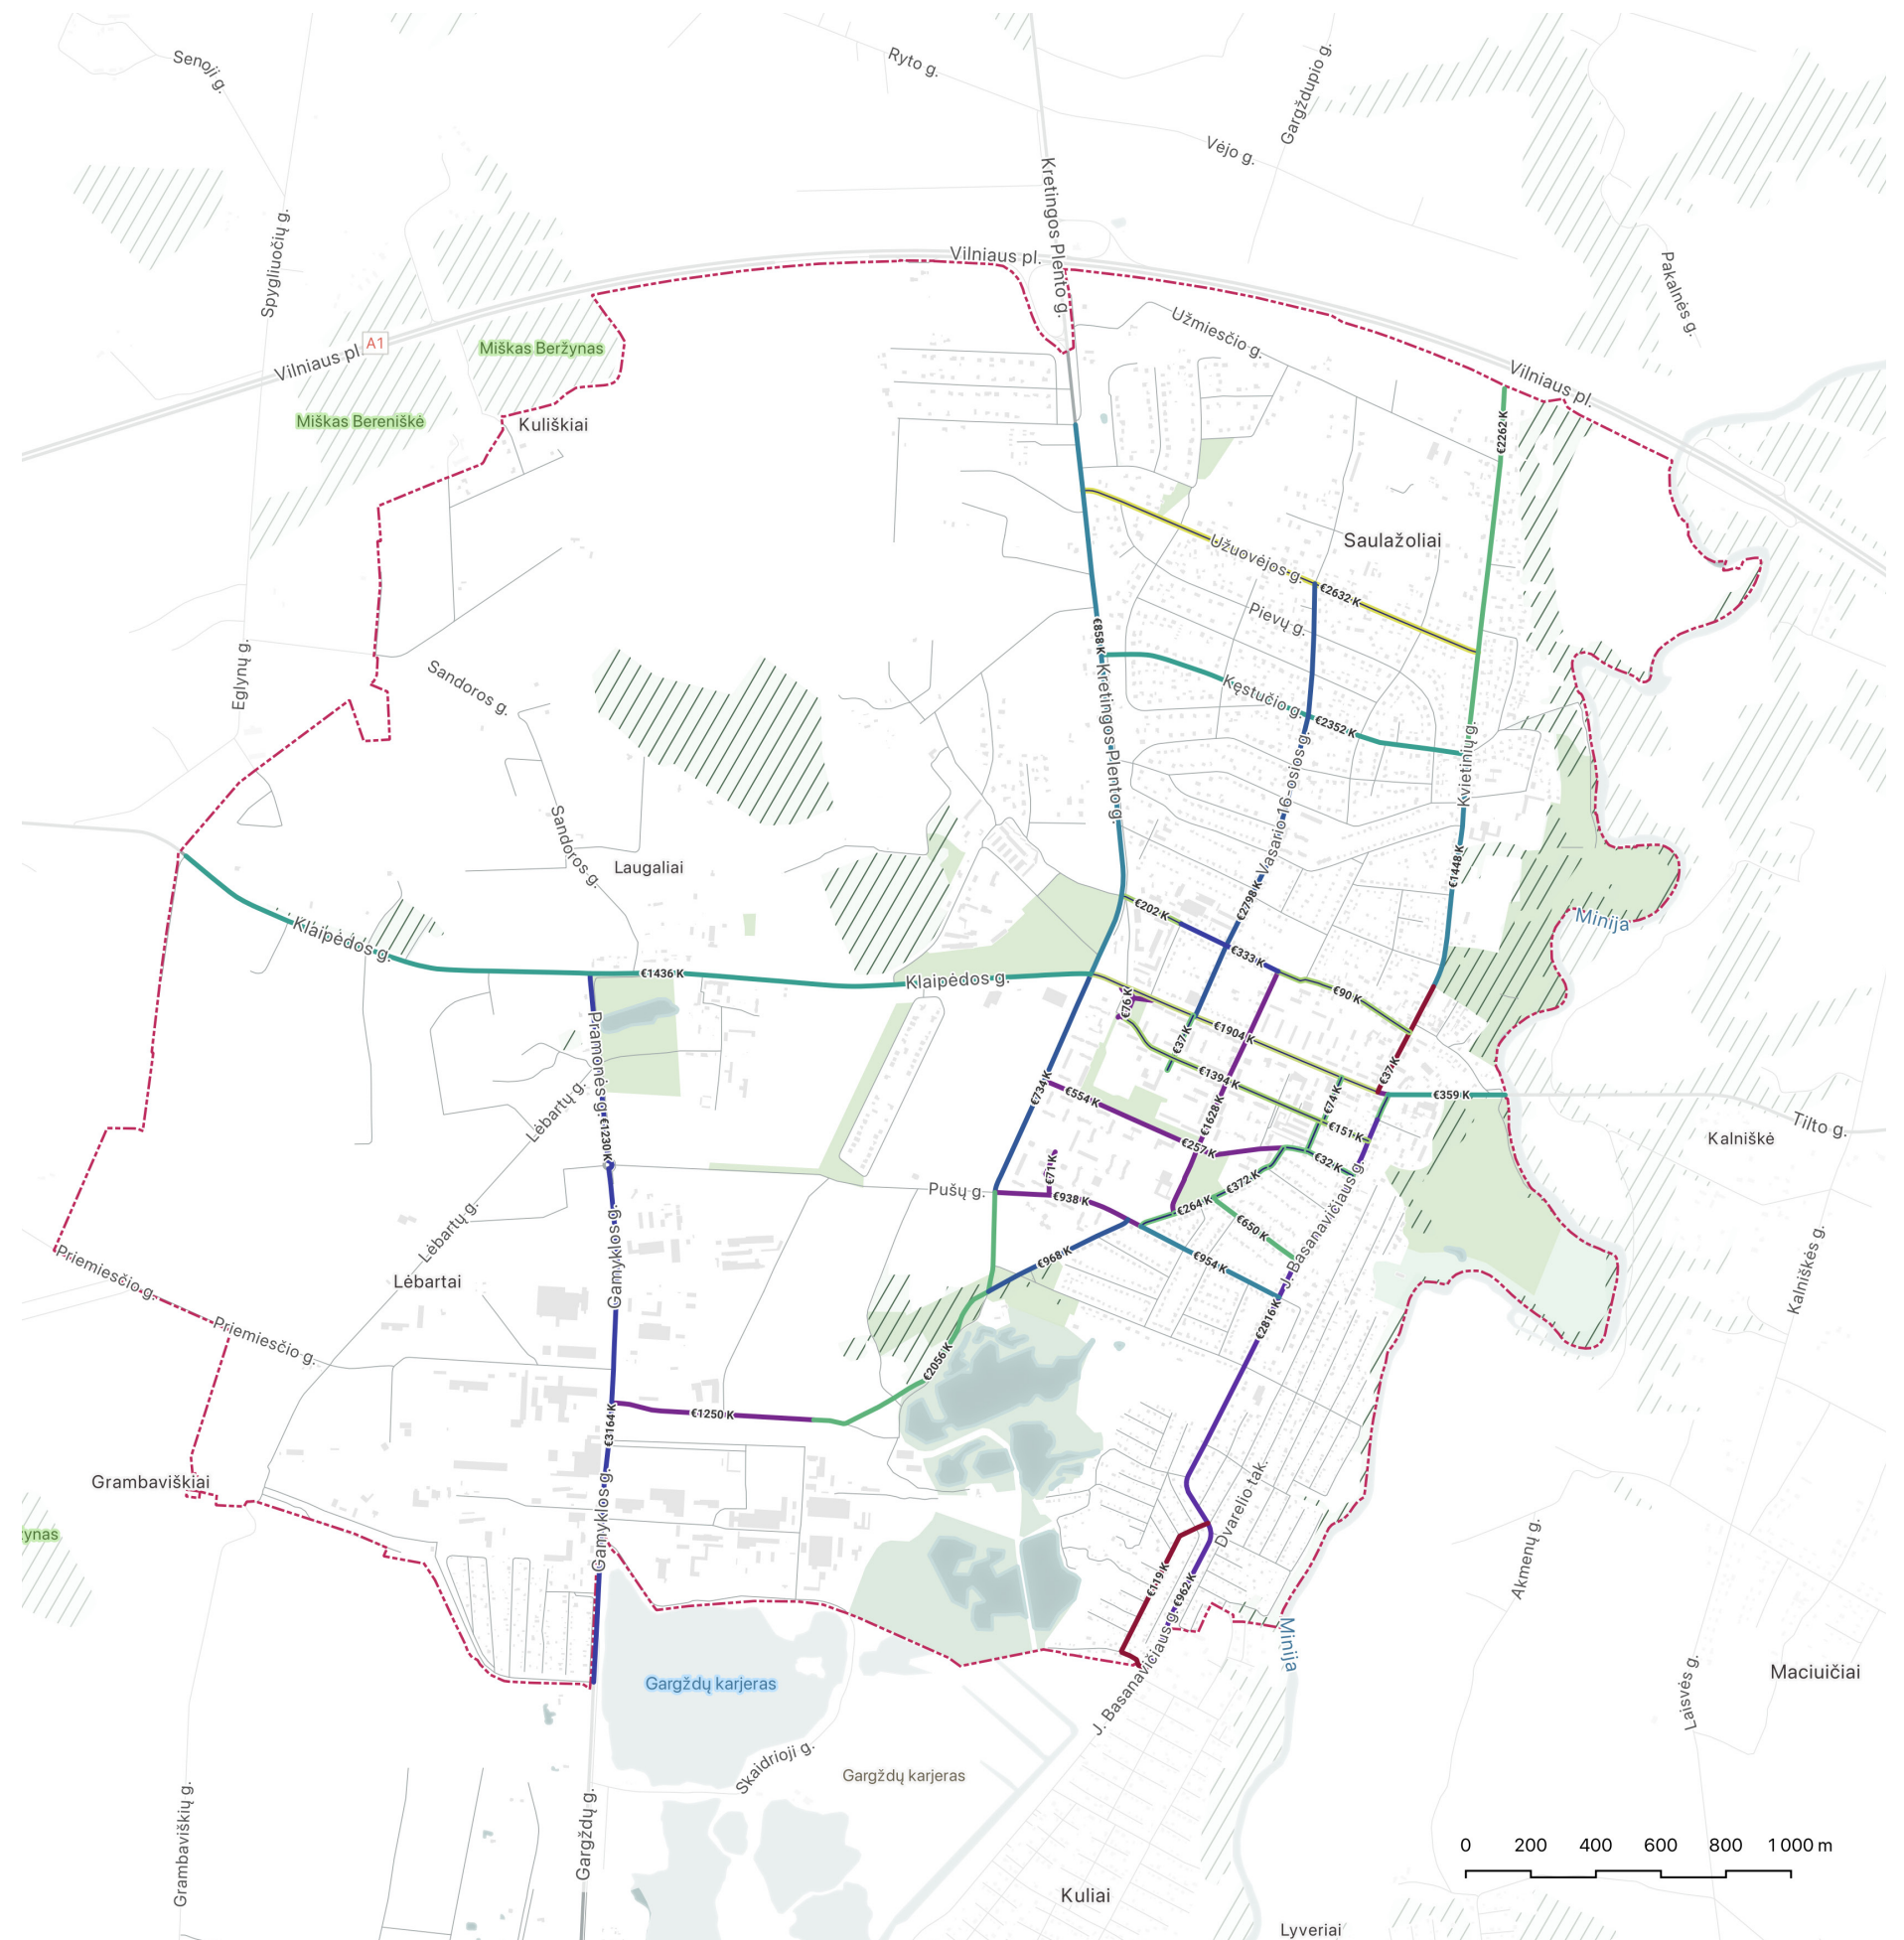 Senoji g.
Ryto g.
Gargždupio g.
Vėjo g.
Kretingos Plento g.
Spygliuočių g.
Vilniaus pl.
Pakalnės g.
Užmiesčio g.
A1
Vilniaus pl.
Miškas Beržynas
Vilniaus pl.
Miškas Bereniškė
Kuliškiai
€2262 K
Saulažoliai
Užuovėjos g.
€2632 K
Pievų g.
€858 K
Eglynų g.
Sandoros g.
Kęstučio g.
€2352 K
Kretingos Plento g.
Kvietinių g.
Vasario 16-osios g.
Sandoros g.
Laugaliai
€1448 K
€2798 K
€202 K
Minija
Klaipėdos g.
€333 K
€1436 K
Klaipėdos g.
€90 K
€76 K
€1904 K
€37 K
Pramonės g.
€1394 K
€37 K
€734 K
€554 K
€74 K
€359 K
Lėbartų g.
€1230 K
€1628 K
€151 K
Tilto g.
Kalniškė
€257 K
€32 K
€71 K
€372 K
Pušų g.
€938 K
€264 K
J. Basanavičiaus g.
Lėbartų g.
€650 K
Gamyklos g.
€968 K
€954 K
Priemiesčio g.
Lėbartai
Kalniškės g.
€2816 K
Priemiesčio g.
€2056 K
€1250 K
€3164 K
Grambaviškiai
Dvarelio tak.
Gamyklos g.
ynas
€119 K
€962 K
Akmenų g.
J. Basanavičiaus g.
Minija
Gargždų karjeras
Maciuičiai
Laisvės g.
Skaidrioji g.
Gargždų karjeras
Grambaviškių g.
Gargždų g.
0 200 400 600 800 1 000 m
Kuliai
Lyveriai